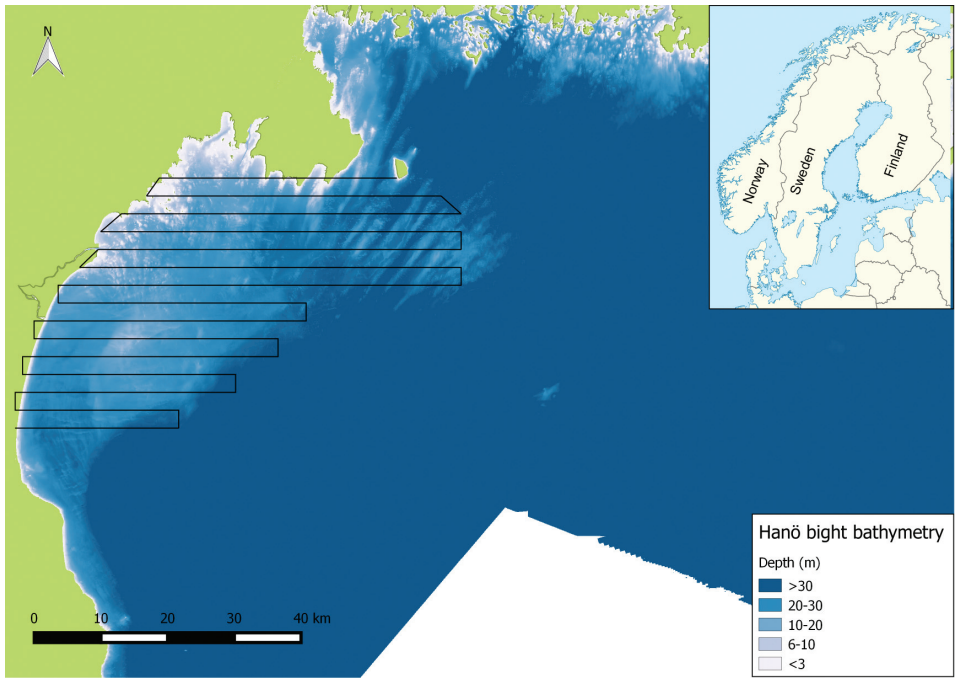 N
Norway
Sweden
Finland
Hanö bight bathymetry
Depth (m)
>30
20-30
10-20
6-10
<3
0 10 20 30 40 km